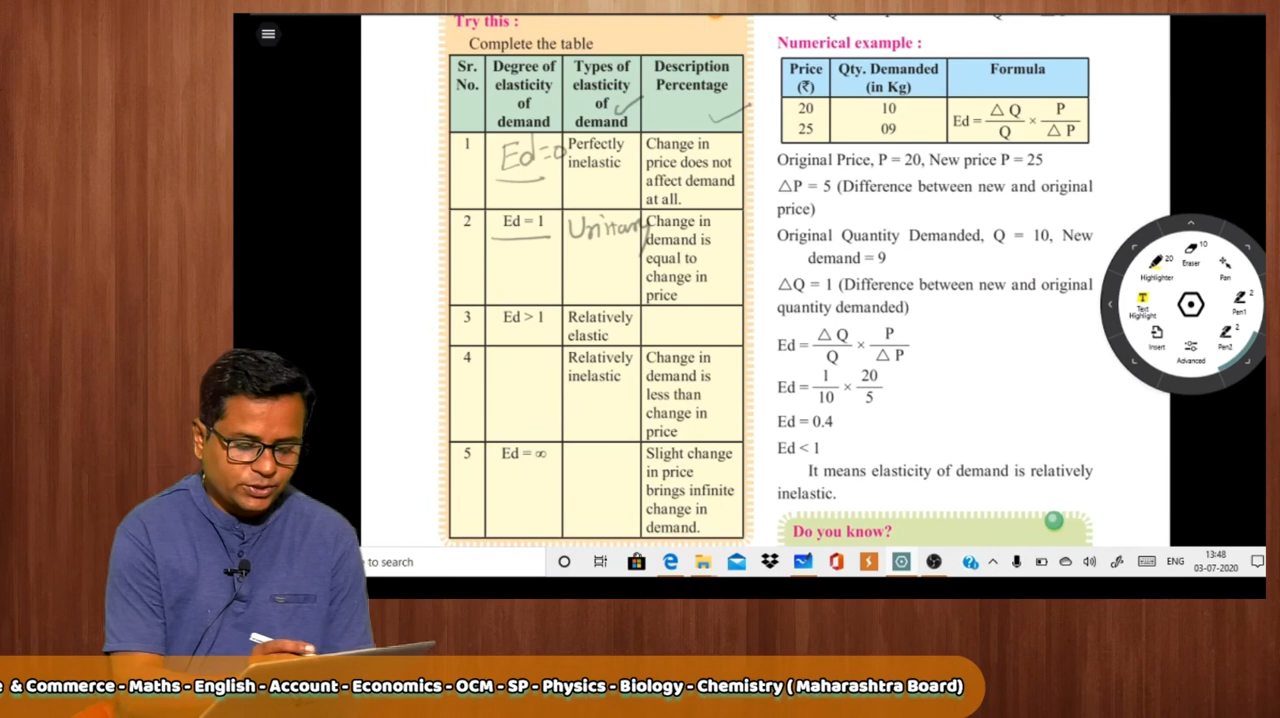 Try this :
Complete the table
Sr. No.
Degree of elasticity of demand
Types of elasticity of demand
Description Percentage
1
Ed=0
Perfectly inelastic
Change in price does not affect demand at all.
2
Ed = 1
Unitary
Change in demand is equal to change in price
3
Ed > 1
Relatively elastic
4
Relatively inelastic
Change in demand is less than change in price
5
Ed = ∞
Slight change in price brings infinite change in demand.
Numerical example :
Price (₹)
Qty. Demanded (in Kg)
Formula
20
10
25
09
Ed = △Q/Q × P/△P
Original Price, P = 20, New price P = 25
△P = 5 (Difference between new and original
price)
Original Quantity Demanded, Q = 10, New
demand = 9
△Q = 1 (Difference between new and original
quantity demanded)
Ed = △Q/Q × P/△P
Ed = 1/10 × 20/5
Ed = 0.4
Ed < 1
It means elasticity of demand is relatively
inelastic.
Do you know?
10
Eraser
20
Highlighter
Pan
T
Text Highlight
2
Pen1
Insert
Advanced
2
Pen2
to search
ENG
13:48
03-07-2020
& Commerce - Maths - English - Account - Economics - OCM - SP - Physics - Biology - Chemistry ( Maharashtra Board)